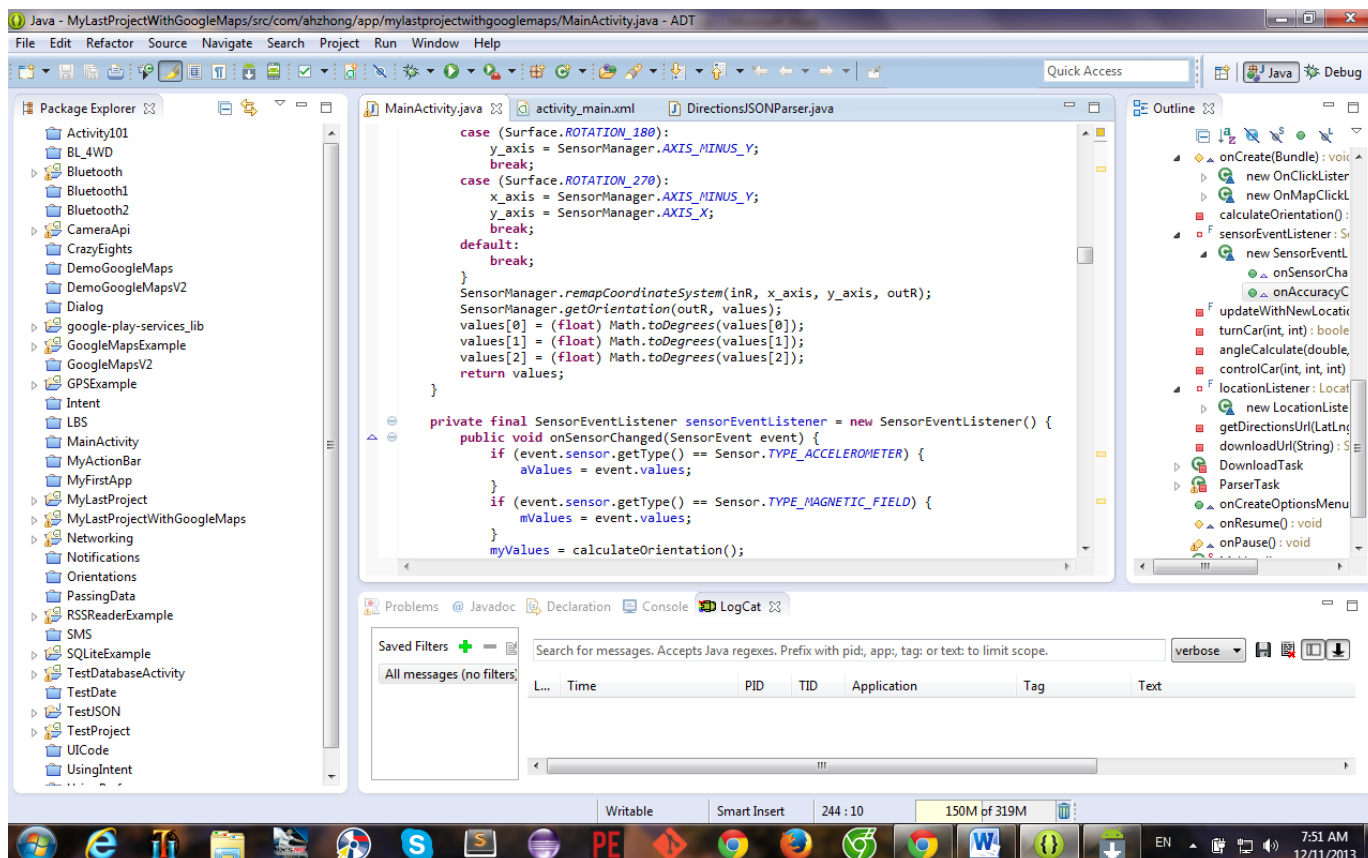 Java - MyLastProjectWithGoogleMaps/src/com/ahzhong/app/mylastprojectwithgooglemaps/MainActivity.java - ADT
File Edit Refactor Source Navigate Search Project Run Window Help
Quick Access
Java
Debug
Package Explorer
Activity101
BL_4WD
Bluetooth
Bluetooth1
Bluetooth2
CameraApi
CrazyEights
DemoGoogleMaps
DemoGoogleMapsV2
Dialog
google-play-services_lib
GoogleMapsExample
GoogleMapsV2
GPSExample
Intent
LBS
MainActivity
MyActionBar
MyFirstApp
MyLastProject
MyLastProjectWithGoogleMaps
Networking
Notifications
Orientations
PassingData
RSSReaderExample
SMS
SQLiteExample
TestDatabaseActivity
TestDate
TestJSON
TestProject
UICode
UsingIntent
MainActivity.java activity_main.xml DirectionsJSONParser.java
case (Surface.ROTATION_180):
y_axis = SensorManager.AXIS_MINUS_Y;
break;
case (Surface.ROTATION_270):
x_axis = SensorManager.AXIS_MINUS_Y;
y_axis = SensorManager.AXIS_X;
break;
default:
break;
}
SensorManager.remapCoordinateSystem(inR, x_axis, y_axis, outR);
SensorManager.getOrientation(outR, values);
values[0] = (float) Math.toDegrees(values[0]);
values[1] = (float) Math.toDegrees(values[1]);
values[2] = (float) Math.toDegrees(values[2]);
return values;
}
private final SensorEventListener sensorEventListener = new SensorEventListener() {
public void onSensorChanged(SensorEvent event) {
if (event.sensor.getType() == Sensor.TYPE_ACCELEROMETER) {
aValues = event.values;
}
if (event.sensor.getType() == Sensor.TYPE_MAGNETIC_FIELD) {
mValues = event.values;
}
myValues = calculateOrientation();
Outline
onCreate(Bundle) : voic
new OnClickListen
new OnMapClickL
calculateOrientation() :
F sensorEventListener : S
new SensorEventL
onSensorCha
onAccuracyC
F updateWithNewLocatic
turnCar(int, int) : boole
angleCalculate(double,
controlCar(int, int, int)
F locationListener : Locat
new LocationListe
getDirectionsUrl(LatLng
downloadUrl(String) : S
DownloadTask
ParserTask
onCreateOptionsMenu
onResume() : void
onPause() : void
Problems @ Javadoc Declaration Console LogCat
Saved Filters
All messages (no filters)
Search for messages. Accepts Java regexes. Prefix with pid:, app:, tag: or text: to limit scope.
verbose
L... Time PID TID Application Tag Text
Writable Smart Insert 244 : 10 150M of 319M
EN
7:51 AM
12/11/2013